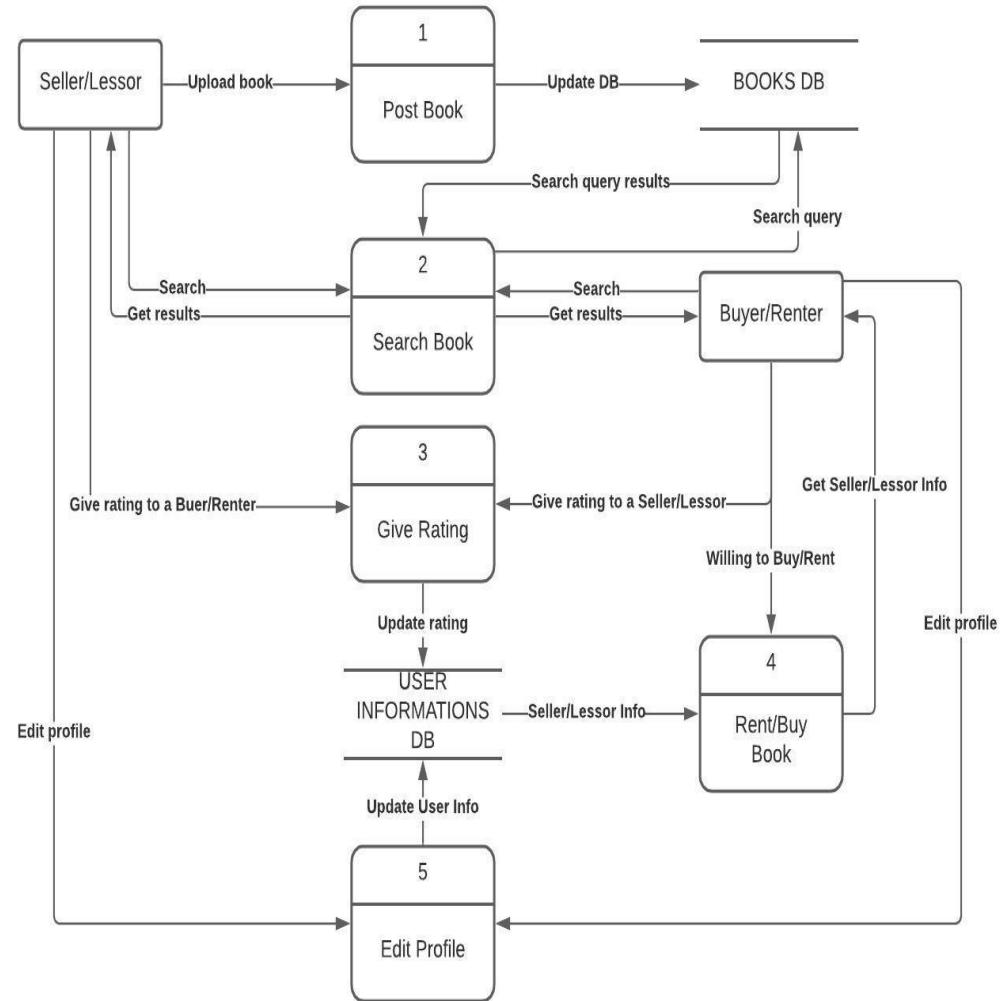 1
Seller/Lessor
Upload book
Post Book
Update DB
BOOKS DB
Search query results
Search query
2
Search
Get results
Search Book
Search
Get results
Buyer/Renter
3
Give rating to a Buer/Renter
Give Rating
Give rating to a Seller/Lessor
Get Seller/Lessor Info
Willing to Buy/Rent
Update rating
Edit profile
4
USER
INFORMATIONS
DB
Seller/Lessor Info
Rent/Buy
Book
Edit profile
Update User Info
5
Edit Profile